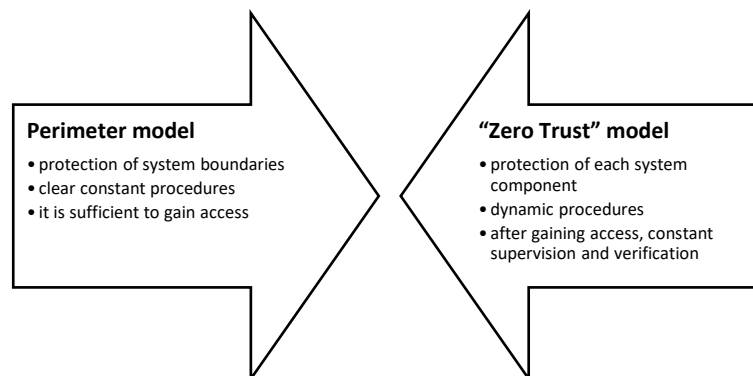 Perimeter model
• protection of system boundaries
• clear constant procedures
• it is sufficient to gain access
“Zero Trust” model
• protection of each system
component
• dynamic procedures
• after gaining access, constant
supervision and verification